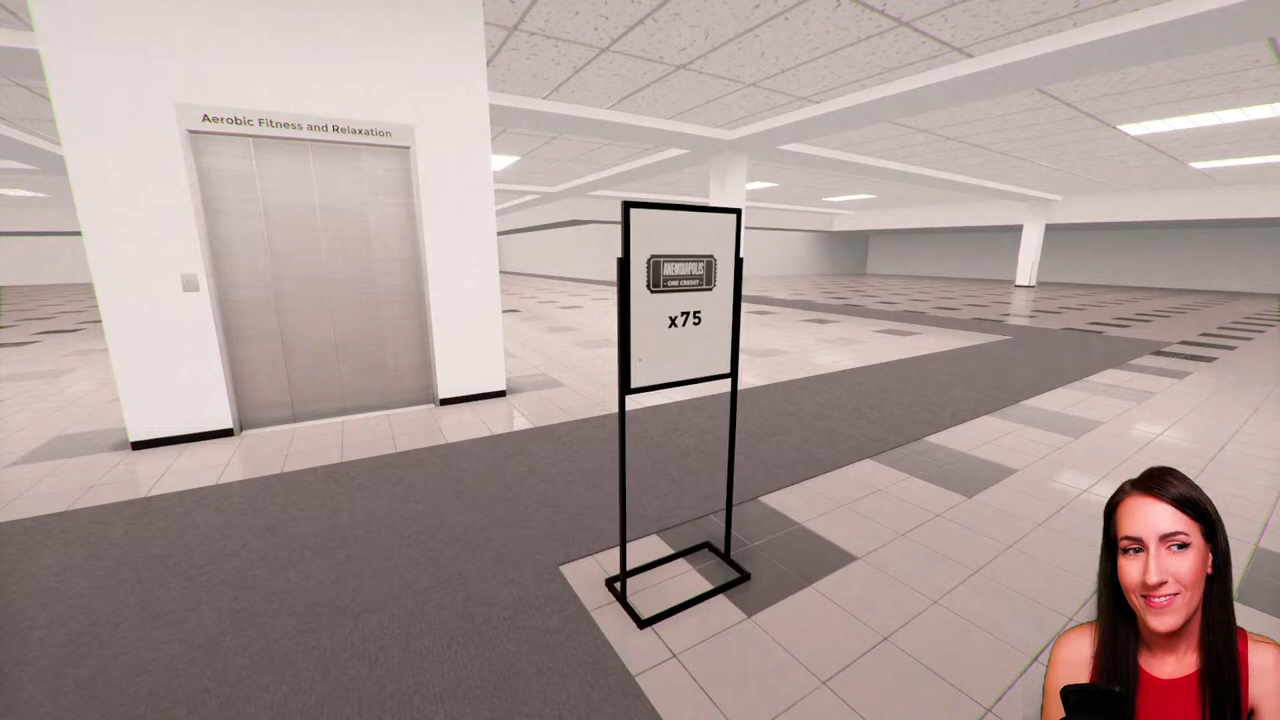 Aerobic Fitness and Relaxation
ANEMOIAPOLIS
- ONE CREDIT -
x75